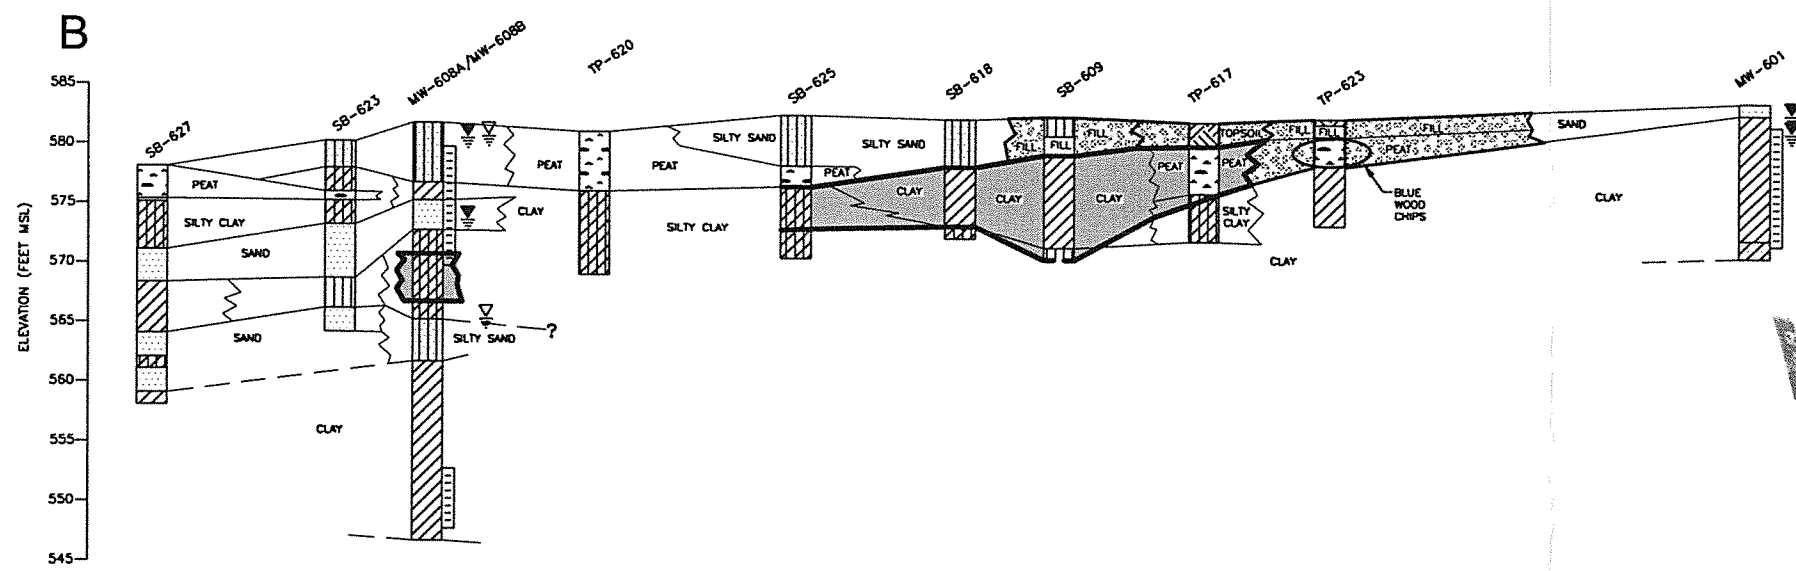 B
SB-627
SB-623
MW-608A/MW-608B
TP-620
SB-625
SB-618
SB-609
TP-617
TP-623
MW-601
ELEVATION (FEET MSL)
585
580
575
570
565
560
555
550
545
PEAT
SILTY CLAY
SAND
SAND
CLAY
CLAY
PEAT
SILTY SAND
?
PEAT
SILTY CLAY
SILTY SAND
PEAT
SILTY SAND
CLAY
FILL
FILL
FILL
CLAY
CLAY
PEAT
TOPSOIL
PEAT
SILTY
CLAY
FILL
FILL
FILL
PEAT
BLUE
WOOD
CHIPS
SAND
CLAY
CLAY